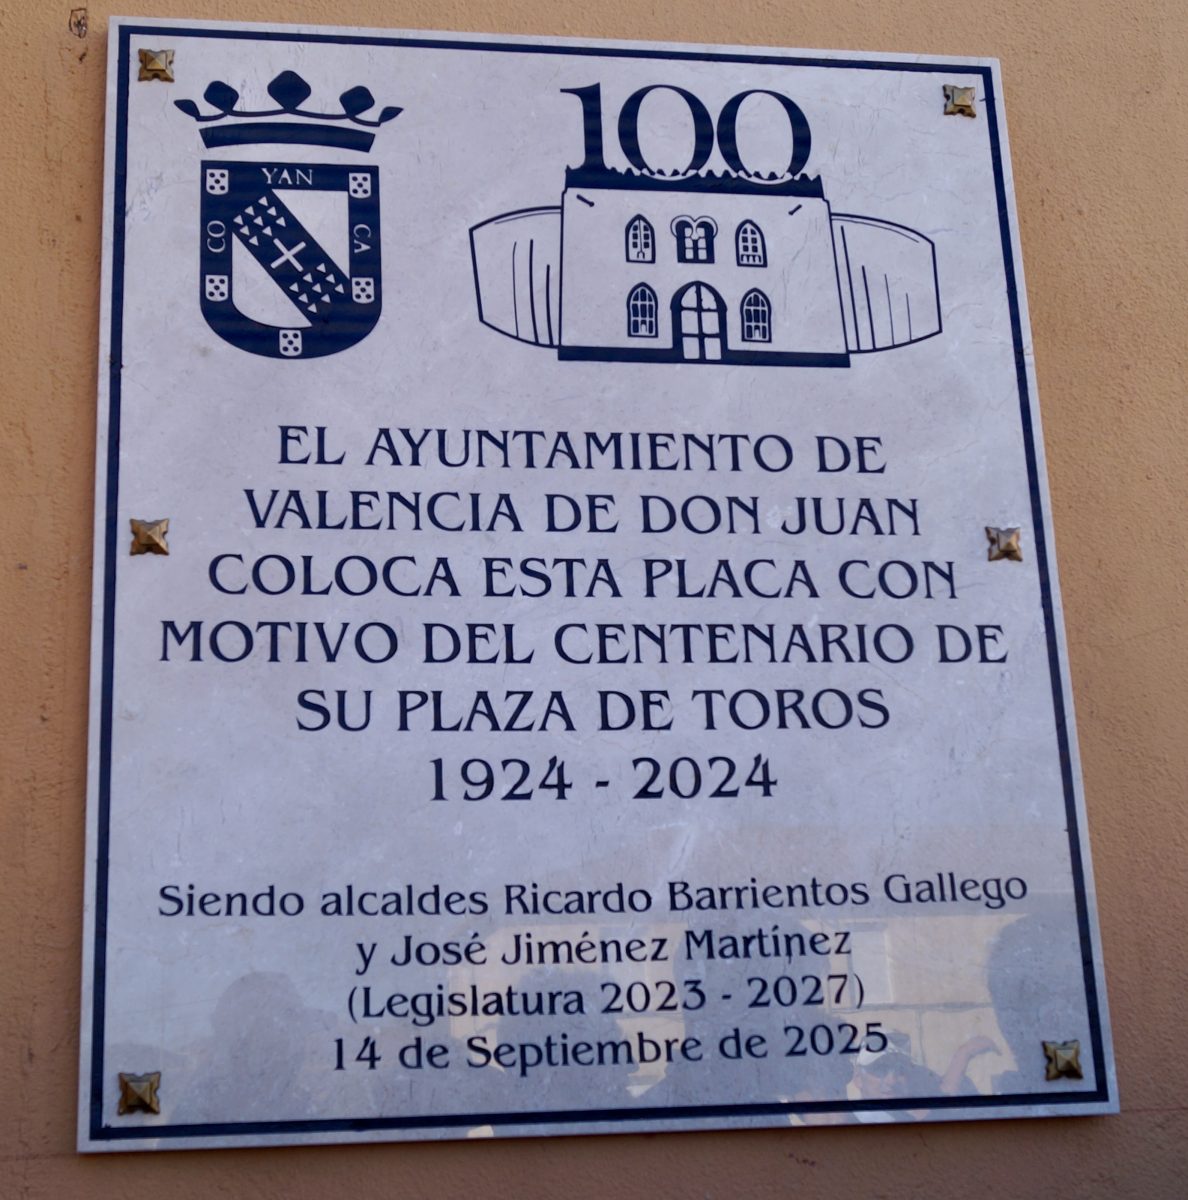 100
YAN
CO
CA
EL AYUNTAMIENTO DE
VALENCIA DE DON JUAN
COLOCA ESTA PLACA CON
MOTIVO DEL CENTENARIO DE
SU PLAZA DE TOROS
1924 - 2024
Siendo alcaldes Ricardo Barrientos Gallego
y José Jiménez Martínez
(Legislatura 2023 - 2027)
14 de Septiembre de 2025